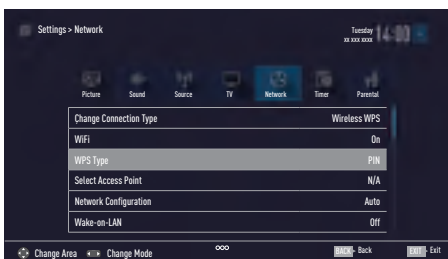 Settings > Network
Tuesday 14:00
xx xxx xxxx
Picture Sound Source TV Network Timer Parental
Change Connection Type Wireless WPS
WiFi On
WPS Type PIN
Select Access Point N/A
Network Configuration Auto
Wake-on-LAN Off
Change Area Change Mode BACK - Back EXIT - Exit